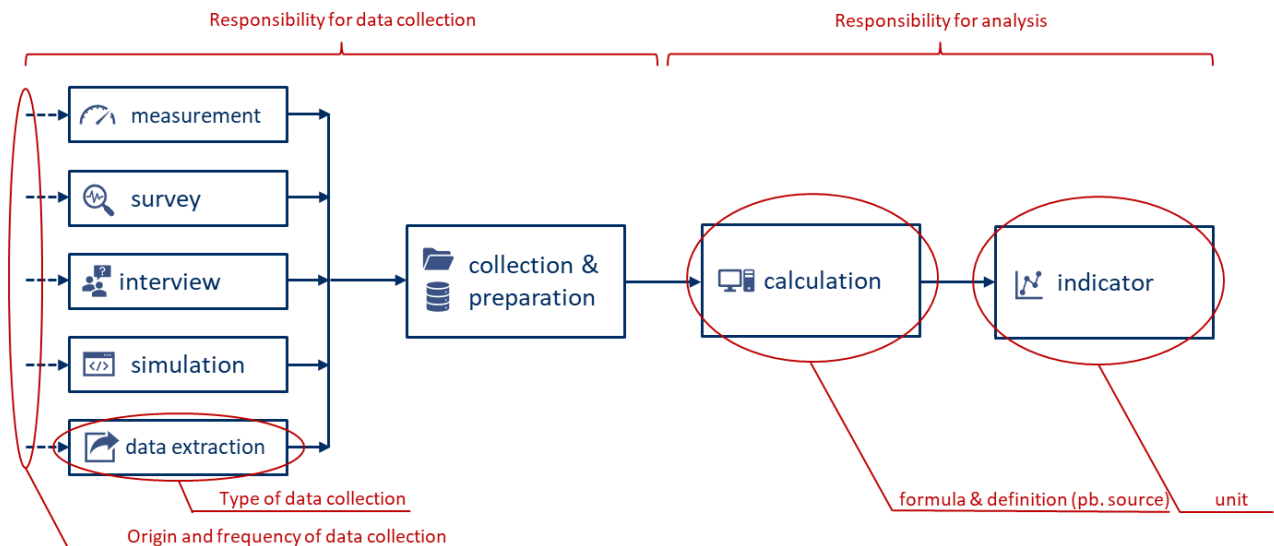 Responsibility for data collection
Responsibility for analysis
measurement
survey
interview
simulation
data extraction
?
</>
collection &
preparation
calculation
indicator
Type of data collection
Origin and frequency of data collection
formula & definition (pb. source)
unit